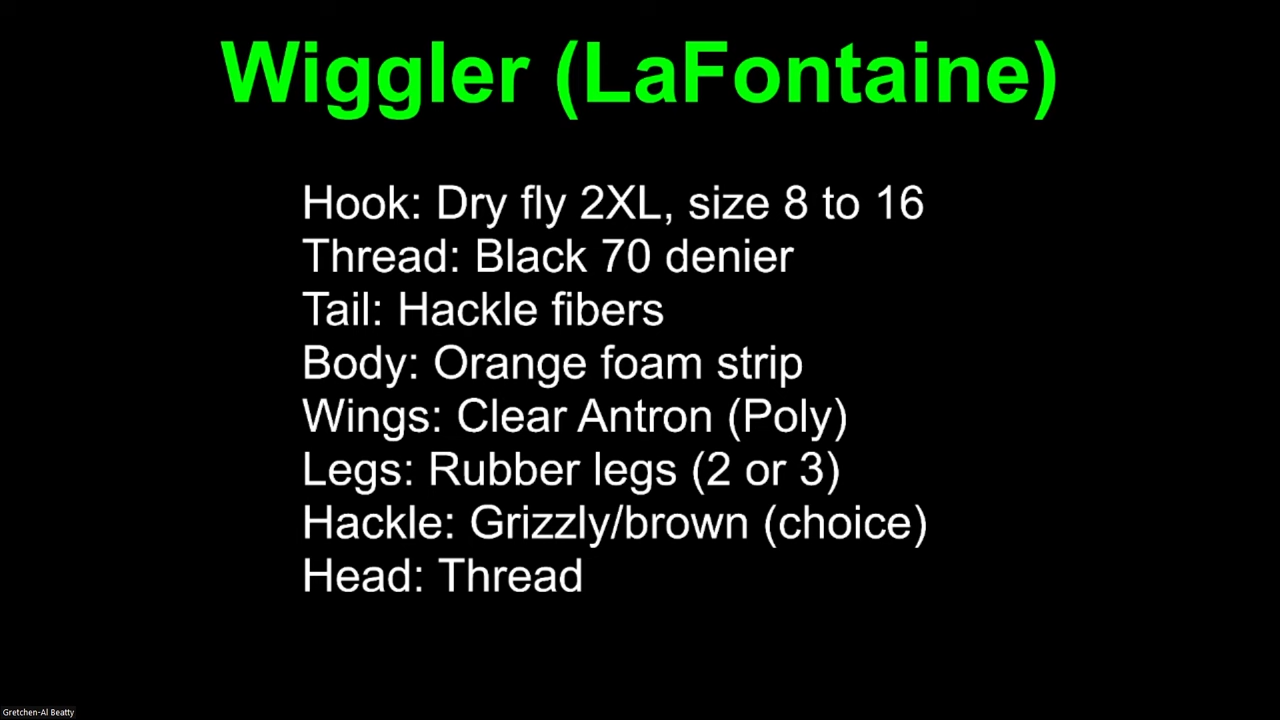 Wiggler (LaFontaine)
Hook: Dry fly 2XL, size 8 to 16
Thread: Black 70 denier
Tail: Hackle fibers
Body: Orange foam strip
Wings: Clear Antron (Poly)
Legs: Rubber legs (2 or 3)
Hackle: Grizzly/brown (choice)
Head: Thread
Gretchen-Al Beatty